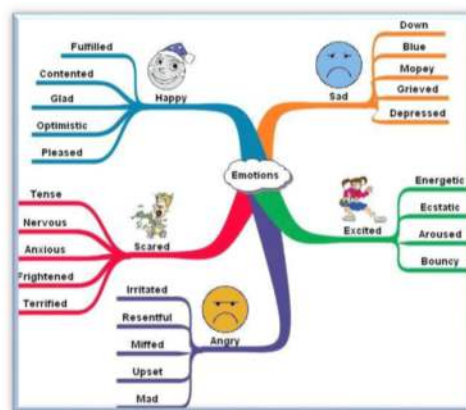 Fulfilled
Contented
Glad
Optimistic
Pleased
Happy
Down
Blue
Mopey
Grieved
Depressed
Sad
Emotions
Tense
Nervous
Anxious
Frightened
Terrified
Scared
Energetic
Ecstatic
Aroused
Bouncy
Excited
Irritated
Resentful
Miffed
Upset
Mad
Angry